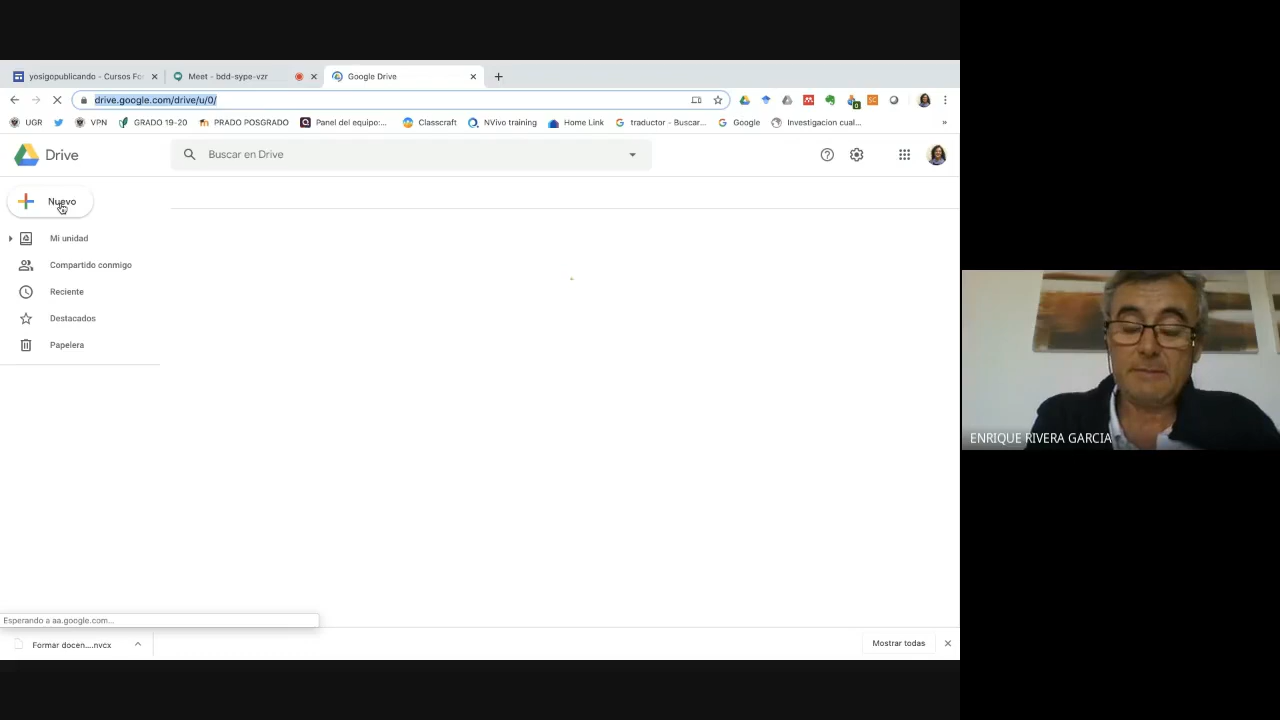 yosigopublicando - Cursos Fo
Meet - bdd-sype-vzr
Google Drive
drive.google.com/drive/u/0/
UGR
VPN
GRADO 19-20
PRADO POSGRADO
Panel del equipo:...
Classcraft
NVivo training
Home Link
traductor - Buscar...
Google
Investigacion cual...
»
Drive
Buscar en Drive
Nuevo
Mi unidad
Compartido conmigo
Reciente
Destacados
Papelera
ENRIQUE RIVERA GARCIA
Esperando a aa.google.com...
Formar docen....nvcx
Mostrar todas